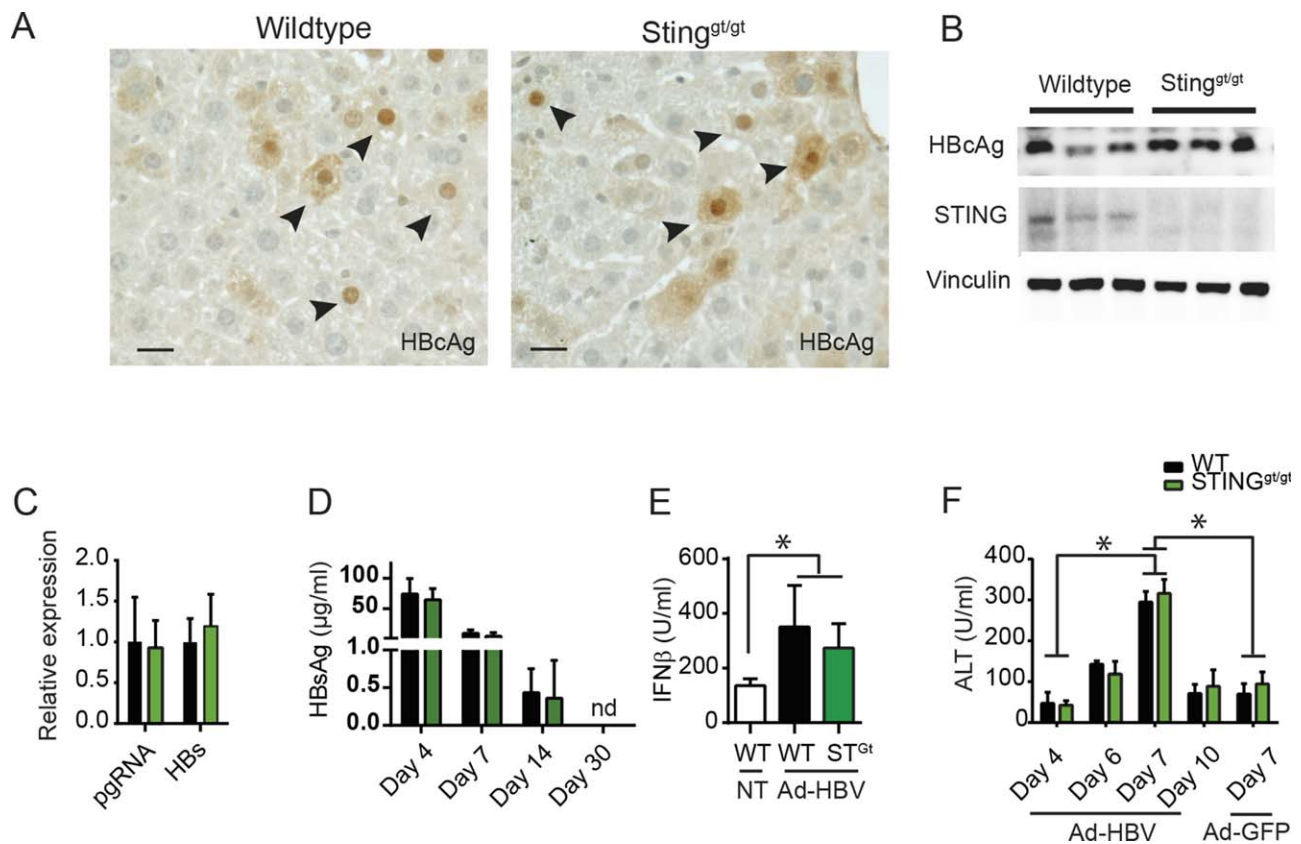 A
Wildtype
Sting^gt/gt
HBcAg
HBcAg
B
Wildtype Sting^gt/gt
HBcAg
STING
Vinculin
C
Relative expression
2.0
1.5
1.0
0.5
0.0
pgRNA HBs
D
HBsAg (µg/ml)
100
50
1.0
0.5
0.0
nd
Day 4 Day 7 Day 14 Day 30
E
IFNβ (U/ml)
600
400
200
0
*
WT WT ST^Gt
NT Ad-HBV
WT
STING^gt/gt
F
ALT (U/ml)
400
300
200
100
0
* *
Day 4 Day 6 Day 7 Day 10 Day 7
Ad-HBV Ad-GFP